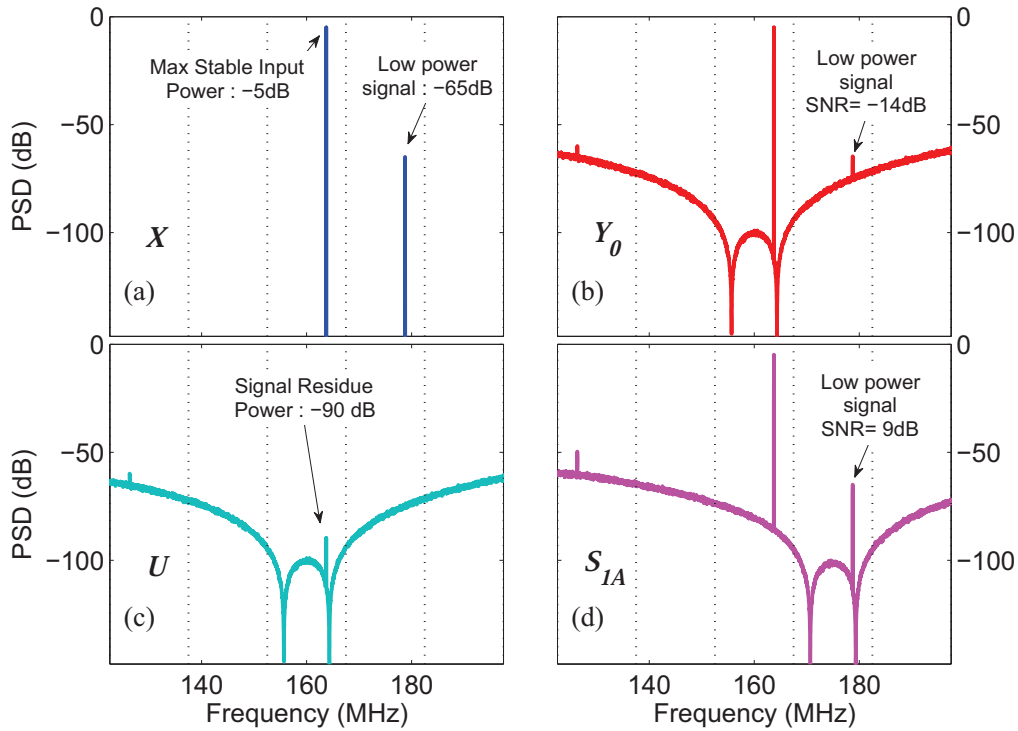 0
−50
−100
PSD (dB)
Max Stable Input
Power : −5dB
Low power
signal : −65dB
X
(a)
0
−50
−100
Low power
signal
SNR= −14dB
Y0
(b)
0
−50
−100
PSD (dB)
Signal Residue
Power : −90 dB
U
(c)
140
160
180
Frequency (MHz)
0
−50
−100
Low power
signal
SNR= 9dB
S1A
(d)
140
160
180
Frequency (MHz)